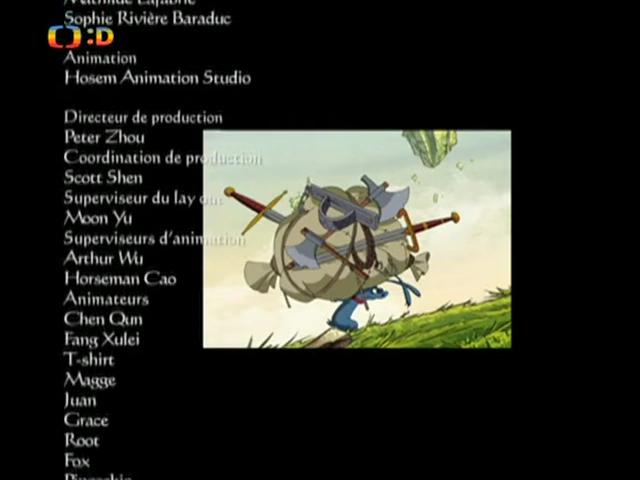 Mathilde Lafabrie
Sophie Rivière Baraduc
:D
Animation
Hosem Animation Studio
Directeur de production
Peter Zhou
Coordination de production
Scott Shen
Superviseur du lay out
Moon Yu
Superviseurs d'animation
Arthur Wu
Horseman Cao
Animateurs
Chen Qun
Fang Xulei
T-shirt
Magge
Juan
Grace
Root
Fox